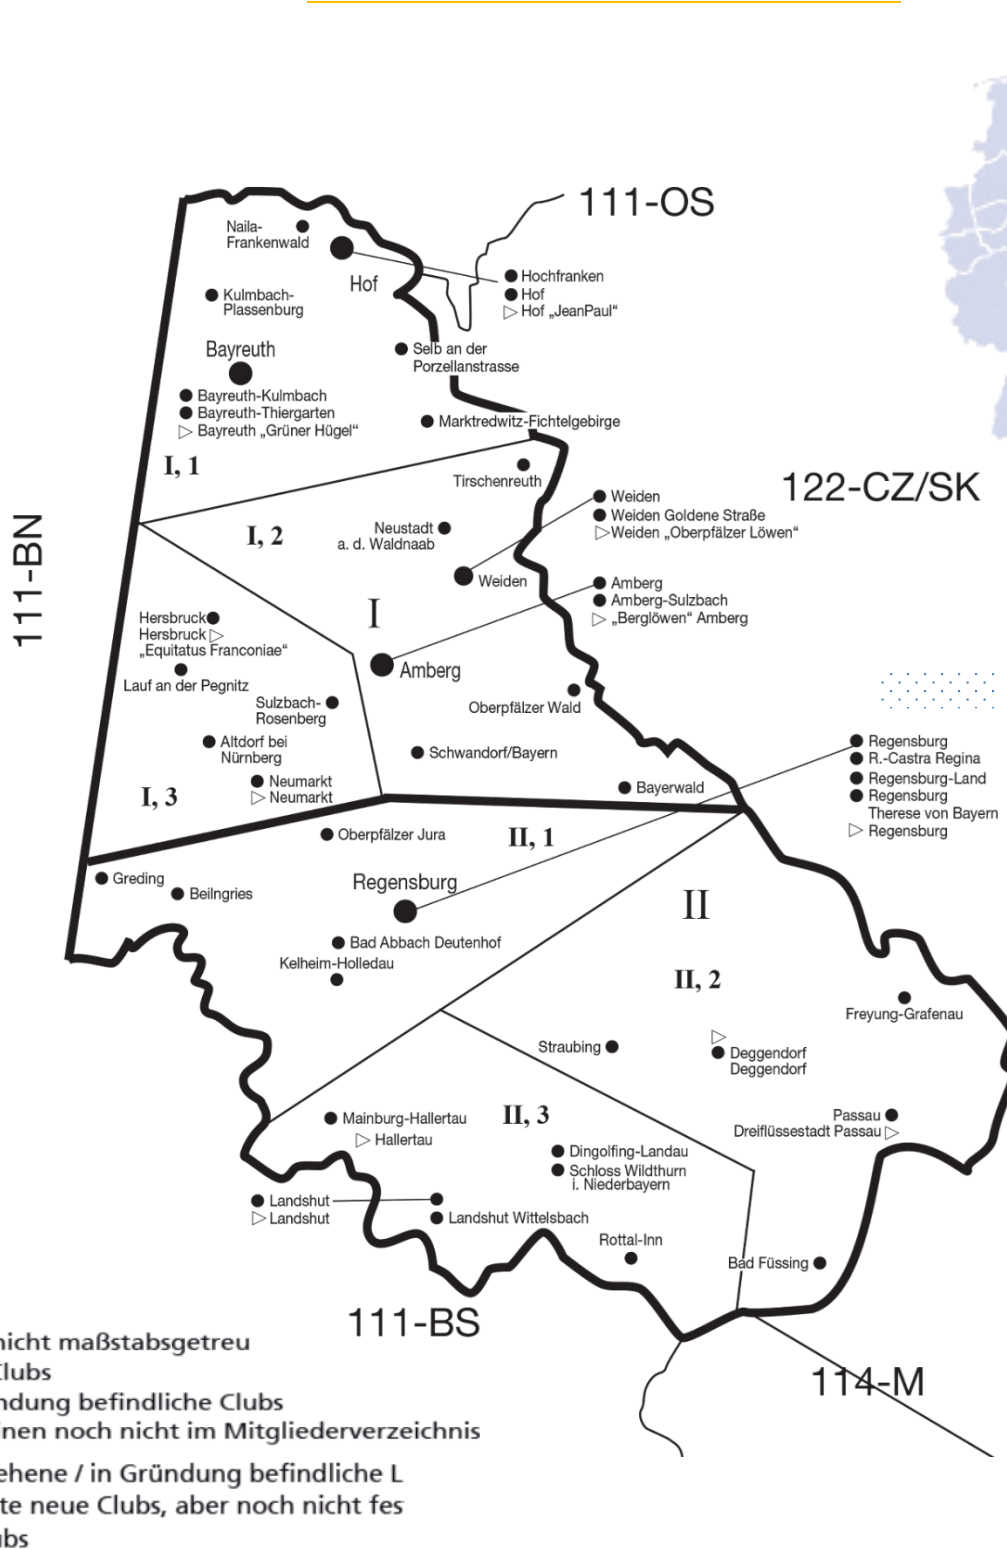 111-OS
Naila-
Frankenwald
Hof
Hochfranken
Hof
Hof „JeanPaul“
Kulmbach-
Plassenburg
Bayreuth
Selb an der
Porzellanstrasse
Bayreuth-Kulmbach
Bayreuth-Thiergarten
Bayreuth „Grüner Hügel“
Marktredwitz-Fichtelgebirge
I, 1
Tirschenreuth
122-CZ/SK
Weiden
Weiden Goldene Straße
Weiden „Oberpfälzer Löwen“
I, 2
Neustadt
a. d. Waldnaab
111-BN
Weiden
Amberg
Amberg-Sulzbach
„Berglöwen“ Amberg
I
Hersbruck
Hersbruck
„Equitatus Franconiae“
Lauf an der Pegnitz
Amberg
Sulzbach-
Rosenberg
Oberpfälzer Wald
Altdorf bei
Nürnberg
Schwandorf/Bayern
Neumarkt
Neumarkt
I, 3
Bayerwald
Regensburg
R.-Castra Regina
Regensburg-Land
Regensburg
Therese von Bayern
Regensburg
Oberpfälzer Jura
II, 1
Greding
Beilngries
Regensburg
II
Bad Abbach Deutenhof
Kelheim-Holledau
II, 2
Freyung-Grafenau
Straubing
Deggendorf
Deggendorf
Mainburg-Hallertau
Hallertau
II, 3
Passau
Dreiflüssestadt Passau
Dingolfing-Landau
Schloss Wildthurn
i. Niederbayern
Landshut
Landshut
Landshut Wittelsbach
Rottal-Inn
Bad Füssing
111-BS
114-M
nicht maßstabsgetreu
Clubs
ndung befindliche Clubs
inen noch nicht im Mitgliederverzeichnis
ehene / in Gründung befindliche L
te neue Clubs, aber noch nicht fes
ubs